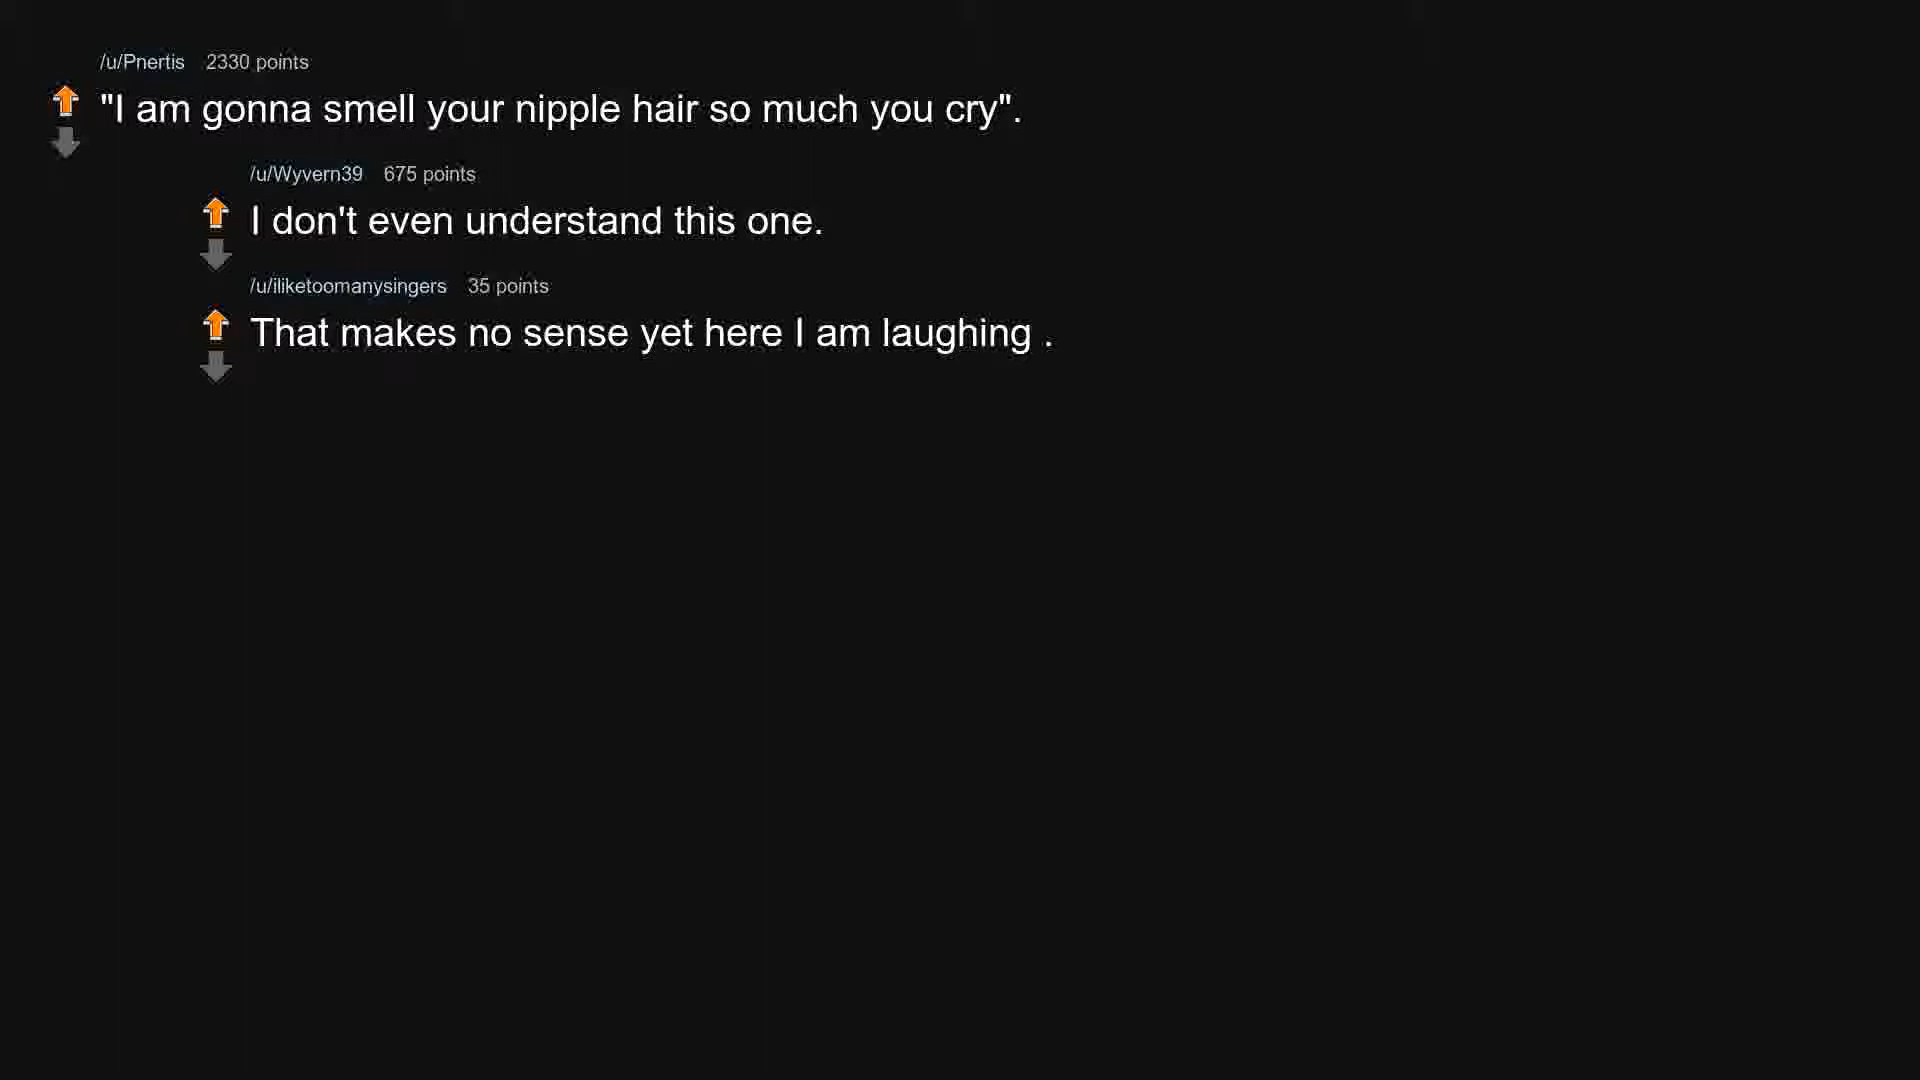 /u/Pnertis 2330 points
"I am gonna smell your nipple hair so much you cry".
/u/Wyvern39 675 points
I don't even understand this one.
/u/iliketoomanysingers 35 points
That makes no sense yet here I am laughing .